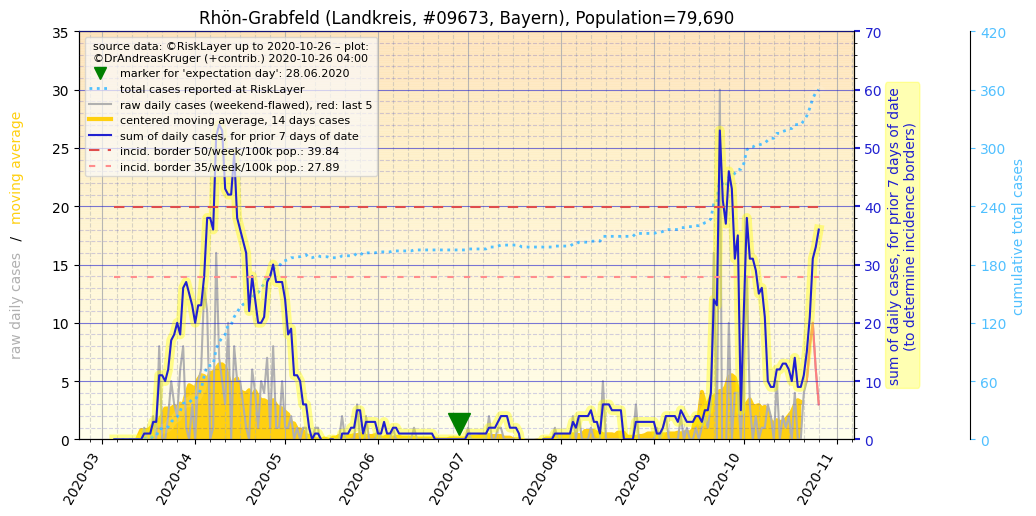 Rhön-Grabfeld (Landkreis, #09673, Bayern), Population=79,690
source data: ©RiskLayer up to 2020-10-26 – plot:
©DrAndreasKruger (+contrib.) 2020-10-26 04:00
marker for 'expectation day': 28.06.2020
total cases reported at RiskLayer
raw daily cases (weekend-flawed), red: last 5
centered moving average, 14 days cases
sum of daily cases, for prior 7 days of date
incid. border 50/week/100k pop.: 39.84
incid. border 35/week/100k pop.: 27.89
raw daily cases / moving average
35
30
25
20
15
10
5
0
2020-03
2020-04
2020-05
2020-06
2020-07
2020-08
2020-09
2020-10
2020-11
70
60
50
40
30
20
10
0
sum of daily cases, for prior 7 days of date
(to determine incidence borders)
420
360
300
240
180
120
60
0
cumulative total cases